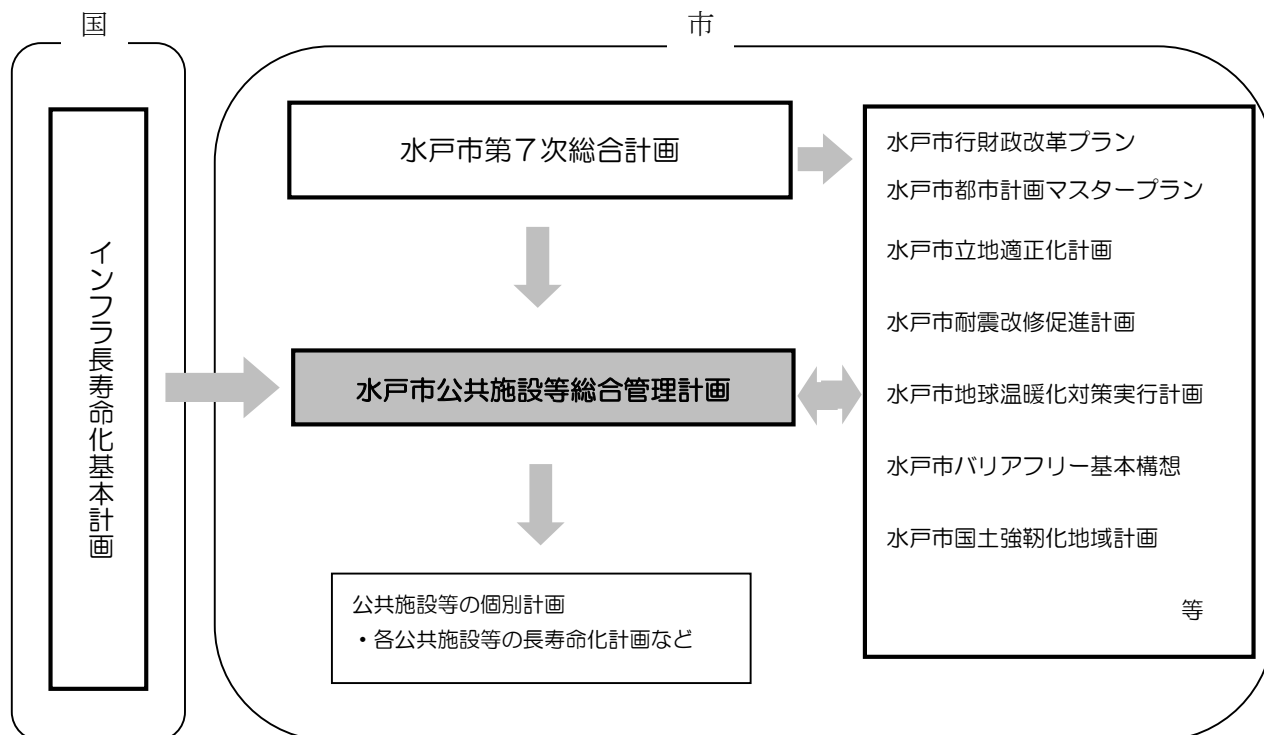 国
インフラ長寿命化基本計画
市
水戸市第７次総合計画
水戸市公共施設等総合管理計画
公共施設等の個別計画
・各公共施設等の長寿命化計画など
水戸市行財政改革プラン
水戸市都市計画マスタープラン
水戸市立地適正化計画
水戸市耐震改修促進計画
水戸市地球温暖化対策実行計画
水戸市バリアフリー基本構想
水戸市国土強靭化地域計画
等